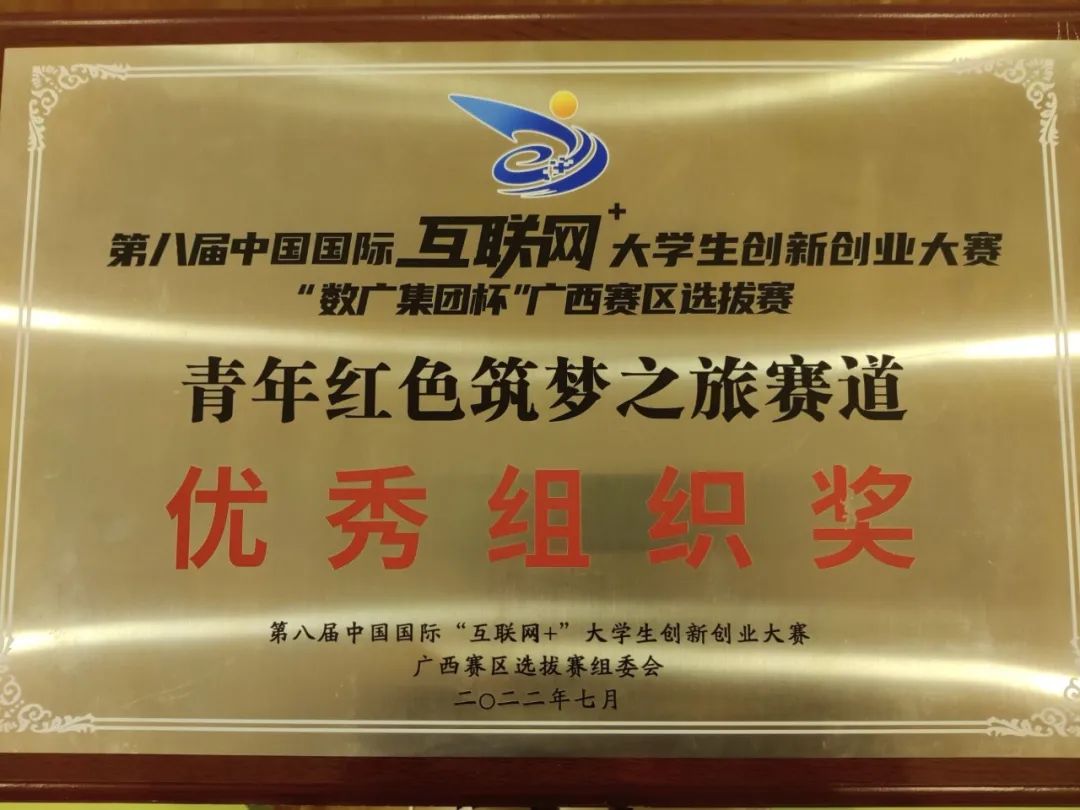 第八届中国国际互联网+大学生创新创业大赛
“数广集团杯”广西赛区选拔赛
青年红色筑梦之旅赛道
优秀组织奖
第八届中国国际“互联网+”大学生创新创业大赛
广西赛区选拔赛组委会
二〇二二年七月